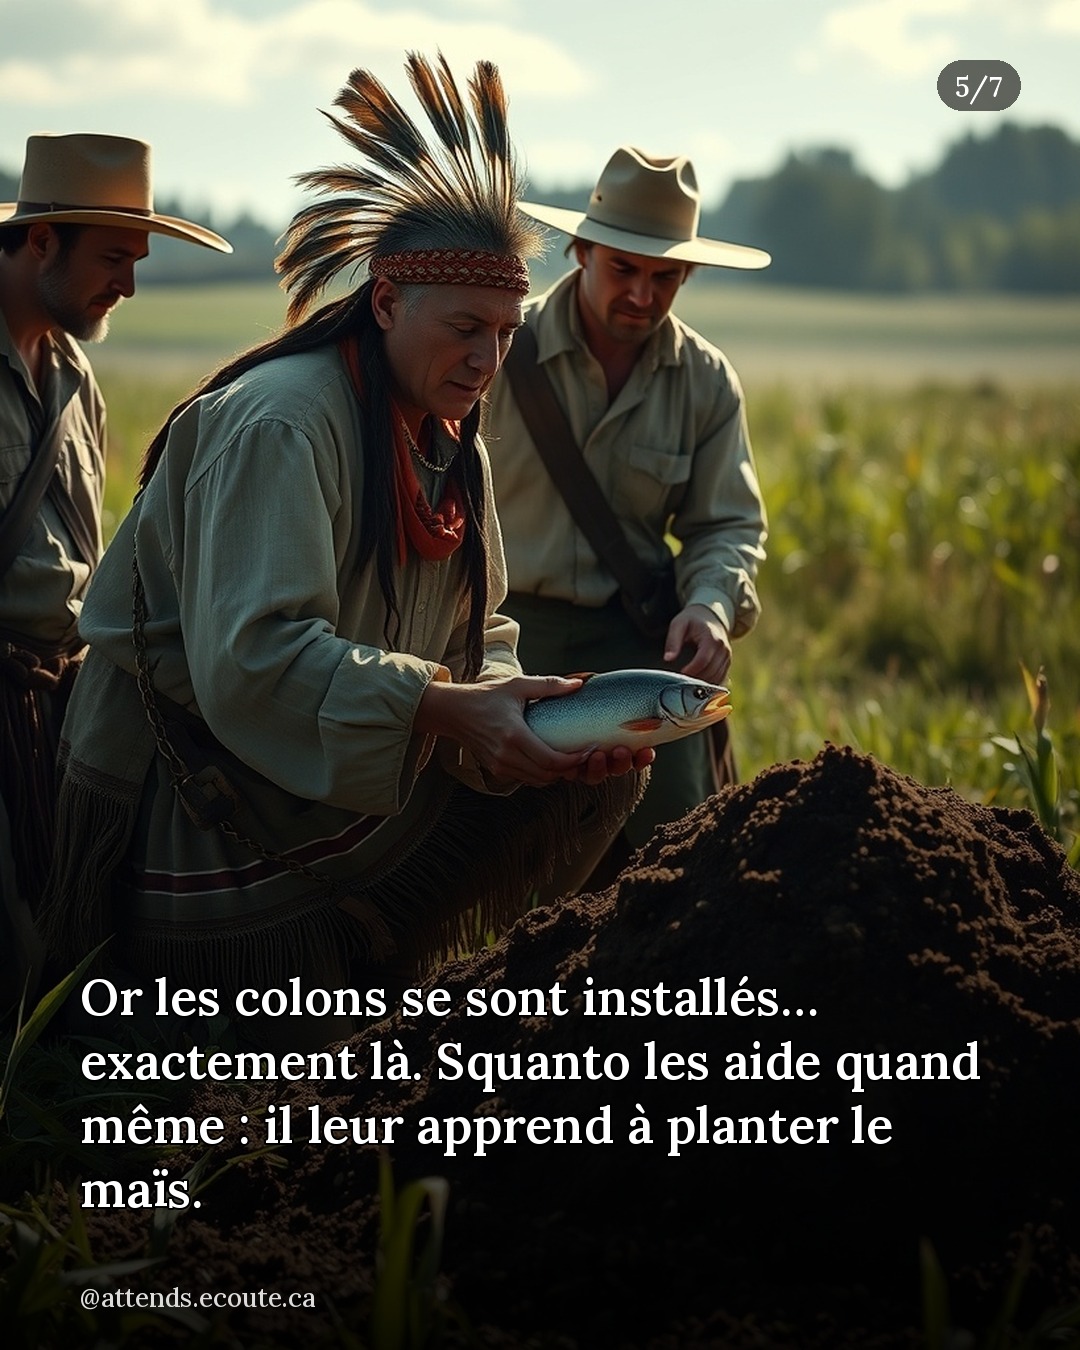 5/7
Or les colons se sont installés...
exactement là. Squanto les aide quand
même : il leur apprend à planter le
maïs.
@attends.ecoute.ca